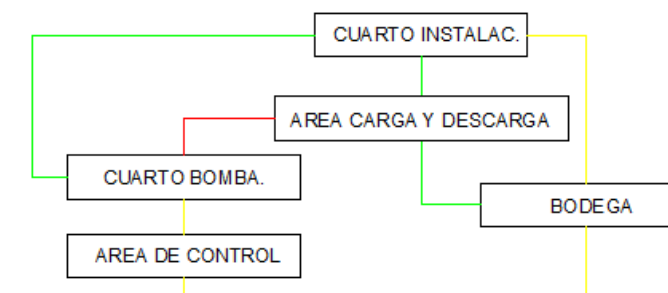 CUARTO INSTALAC.
AREA CARGA Y DESCARGA
CUARTO BOMBA.
BODEGA
AREA DE CONTROL